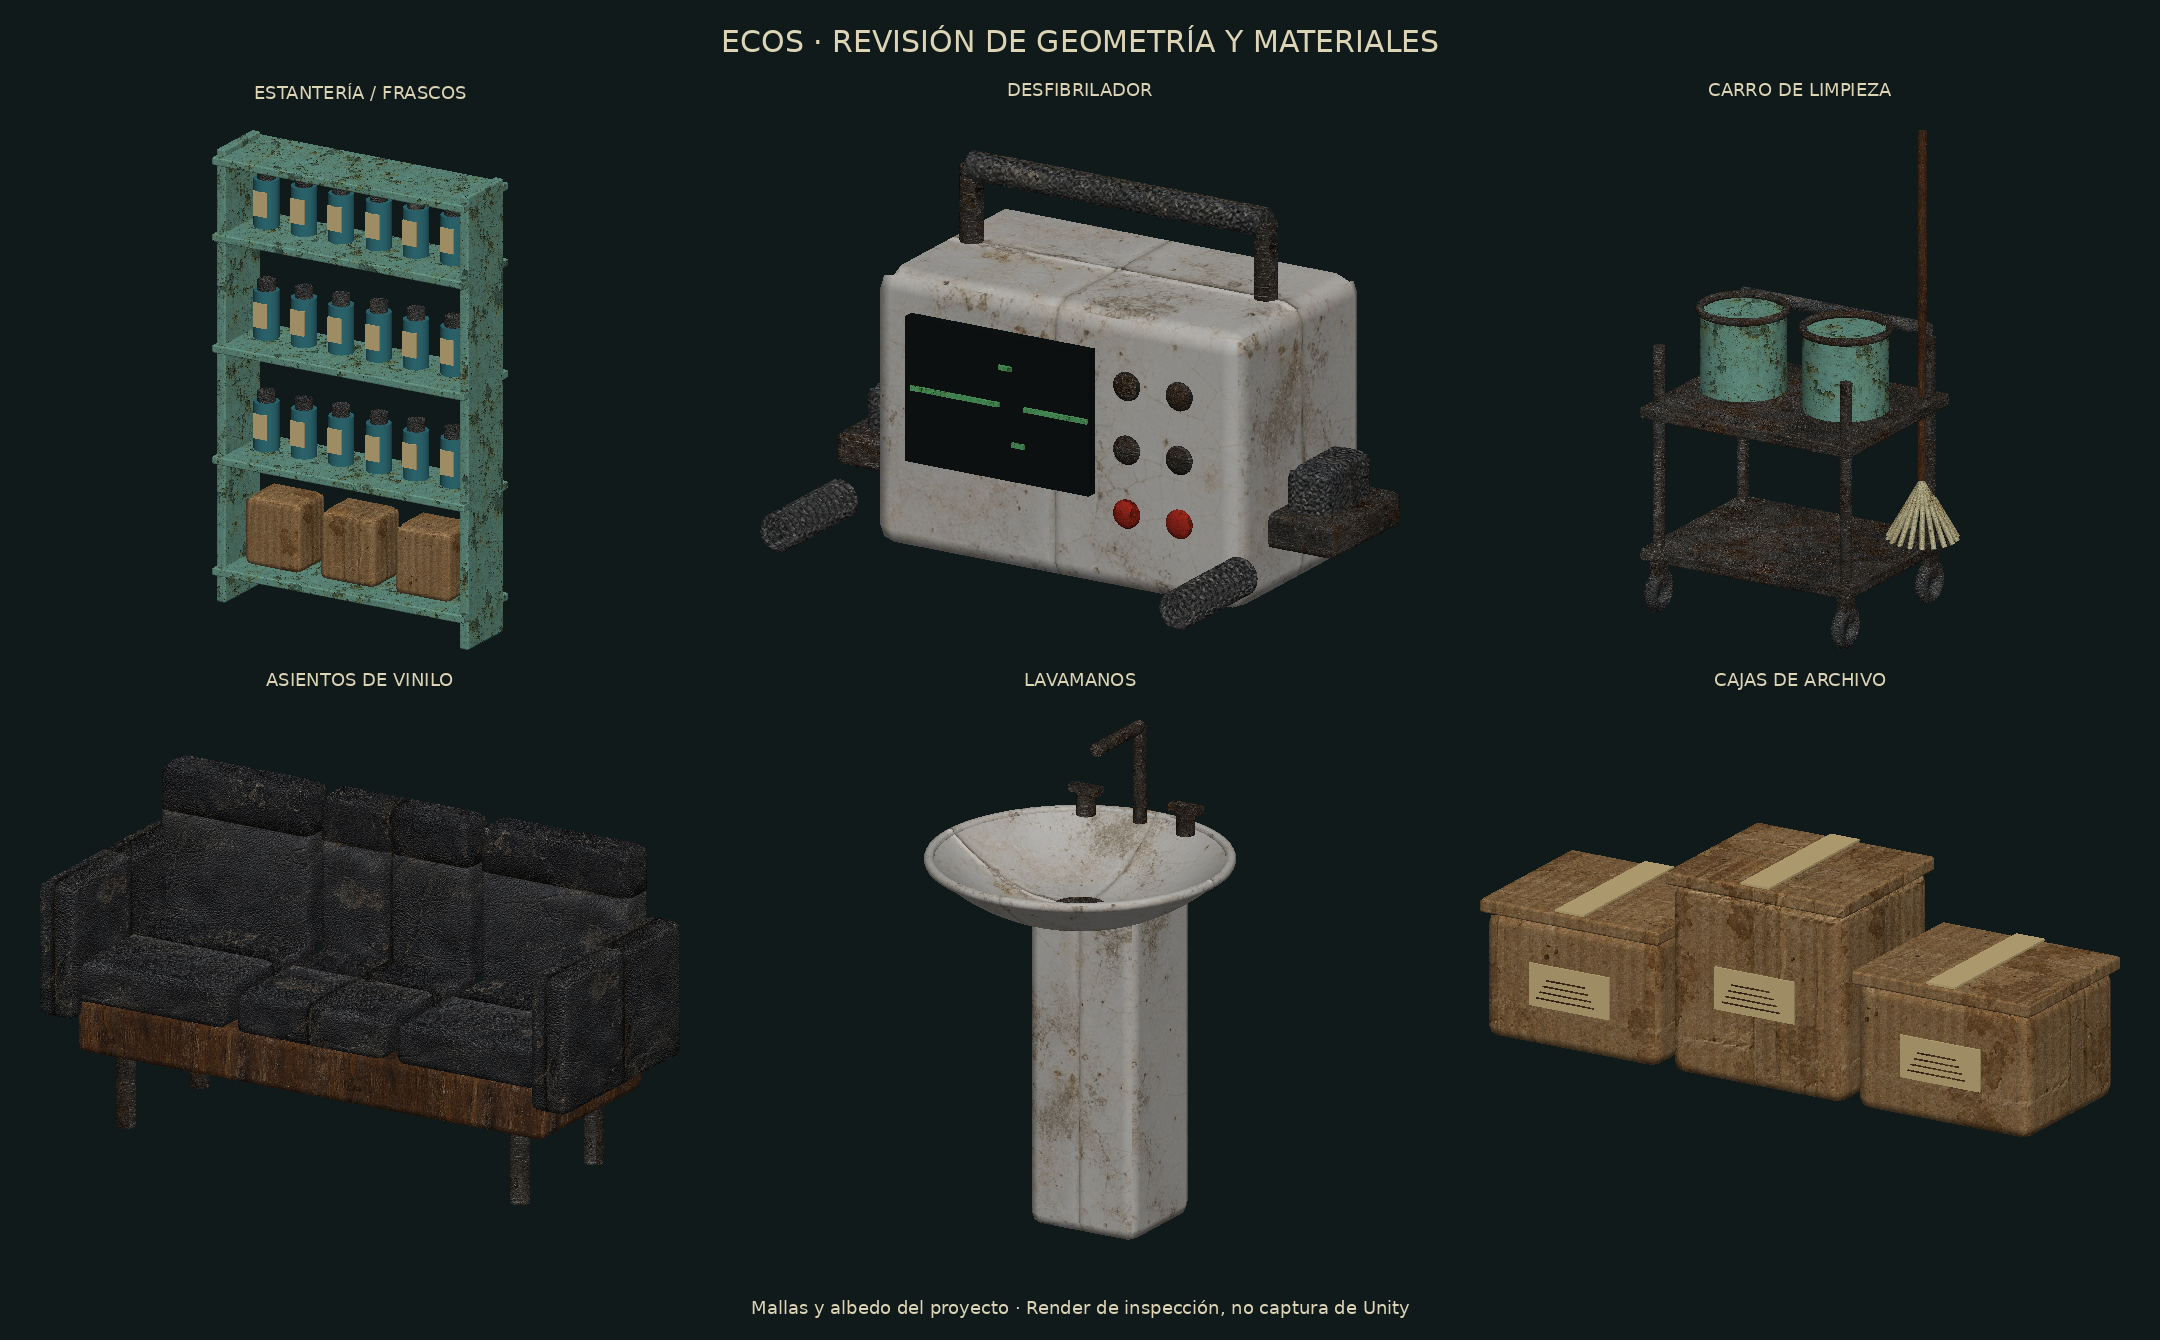 ECOS · REVISIÓN DE GEOMETRÍA Y MATERIALES
ESTANTERÍA / FRASCOS
DESFIBRILADOR
CARRO DE LIMPIEZA
ASIENTOS DE VINILO
LAVAMANOS
CAJAS DE ARCHIVO
Mallas y albedo del proyecto · Render de inspección, no captura de Unity